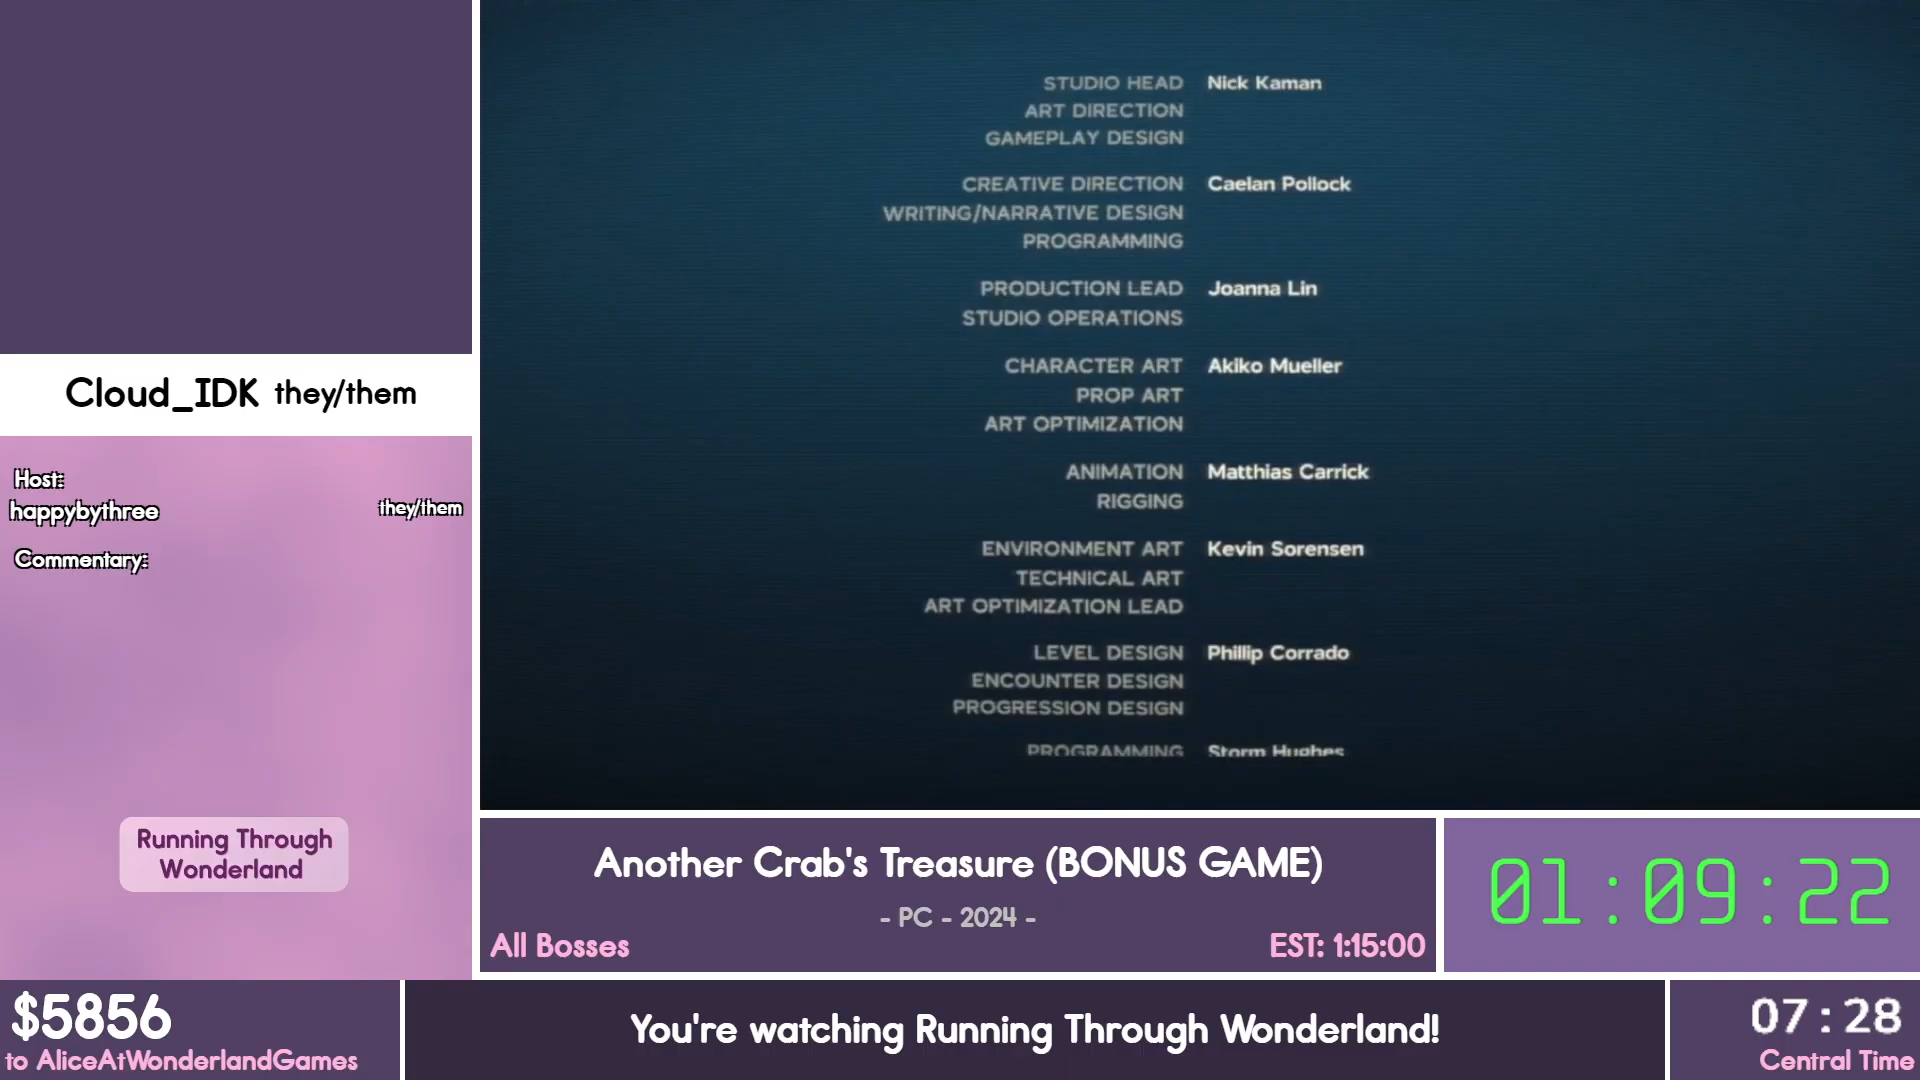 STUDIO HEAD Nick Kaman
ART DIRECTION
GAMEPLAY DESIGN
CREATIVE DIRECTION Caelan Pollock
WRITING/NARRATIVE DESIGN
PROGRAMMING
PRODUCTION LEAD Joanna Lin
STUDIO OPERATIONS
CHARACTER ART Akiko Mueller
PROP ART
ART OPTIMIZATION
ANIMATION Matthias Carrick
RIGGING
ENVIRONMENT ART Kevin Sorensen
TECHNICAL ART
ART OPTIMIZATION LEAD
LEVEL DESIGN Phillip Corrado
ENCOUNTER DESIGN
PROGRESSION DESIGN
PROGRAMMING Storm Hughes
Cloud_IDK they/them
Host:
happybythree they/them
Commentary:
Running Through
Wonderland
Another Crab's Treasure (BONUS GAME)
- PC - 2024 -
All Bosses EST: 1:15:00
01:09:22
$5856
to AliceAtWonderlandGames
You're watching Running Through Wonderland!
07:28
Central Time